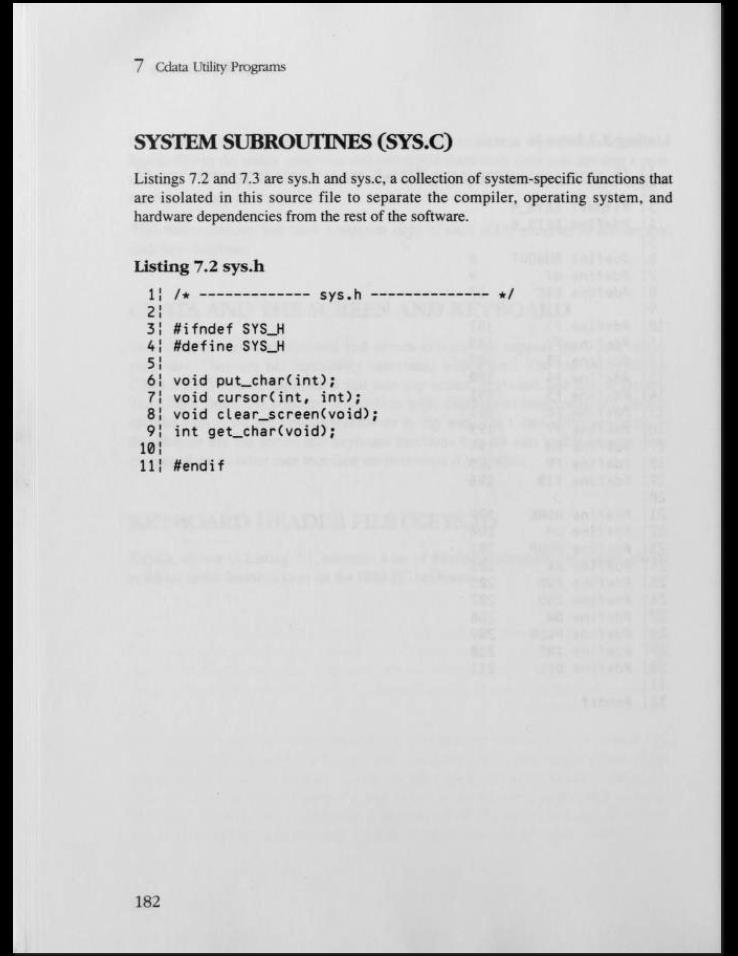 7 Cdata Utility Programs
SYSTEM SUBROUTINES (SYS.C)
Listings 7.2 and 7.3 are sys.h and sys.c, a collection of system-specific functions that
are isolated in this source file to separate the compiler, operating system, and
hardware dependencies from the rest of the software.
Listing 7.2 sys.h
1¦ /* ------------- sys.h -------------- */
2¦
3¦ #ifndef SYS_H
4¦ #define SYS_H
5¦
6¦ void put_char(int);
7¦ void cursor(int, int);
8¦ void clear_screen(void);
9¦ int get_char(void);
10¦
11¦ #endif
182